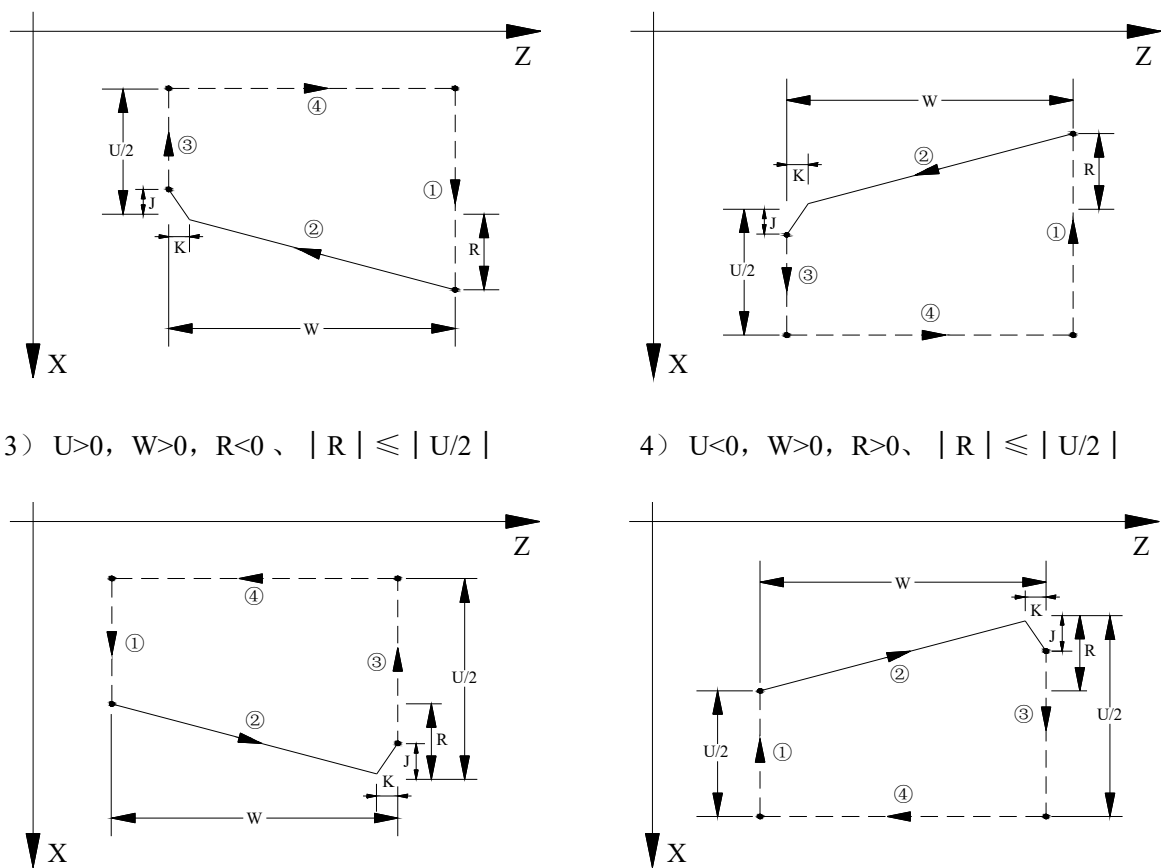 Z
U/2
③
④
①
J
K
②
R
W
X
Z
W
K
②
R
J
①
U/2
③
④
X
3） U>0，W>0，R<0 、｜R｜≤｜U/2｜
4） U<0，W>0，R>0、｜R｜≤｜U/2｜
Z
④
①
③
U/2
②
R
J
K
W
X
Z
W
K
J
R
②
③
U/2
U/2
①
④
X